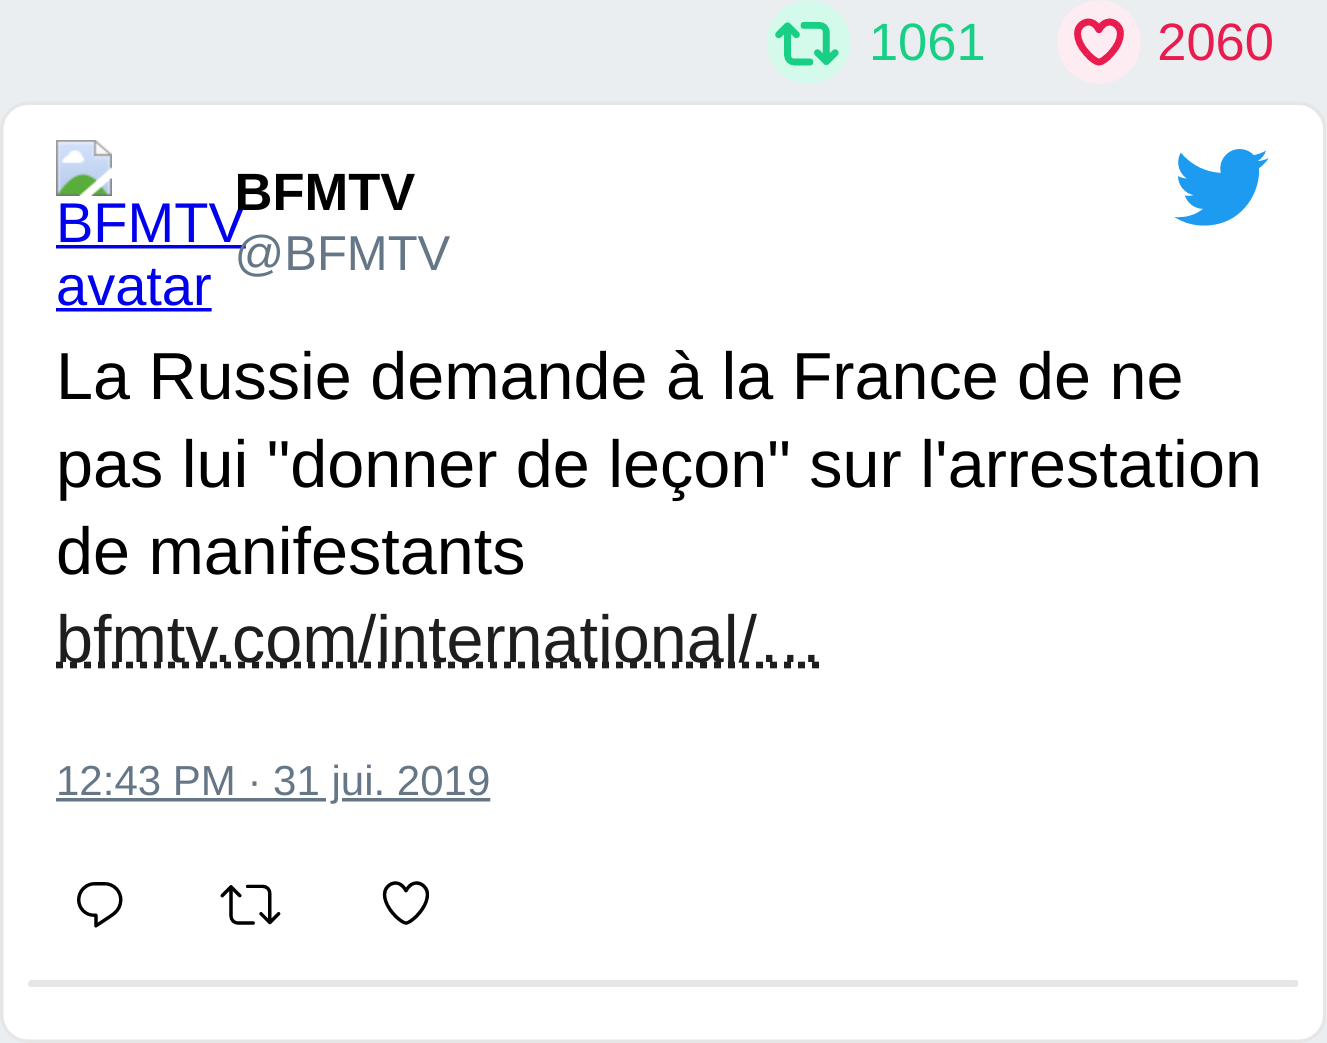 1061 2060
BFMTV avatar
BFMTV
@BFMTV
La Russie demande à la France de ne
pas lui "donner de leçon" sur l'arrestation
de manifestants
bfmtv.com/international/…
12:43 PM · 31 jui. 2019